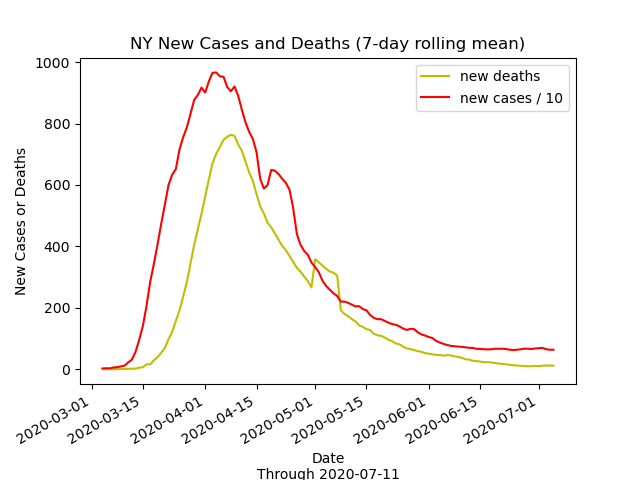 NY New Cases and Deaths (7-day rolling mean)
new deaths
new cases / 10
New Cases or Deaths
1000
800
600
400
200
0
2020-03-01
2020-03-15
2020-04-01
2020-04-15
2020-05-01
2020-05-15
2020-06-01
2020-06-15
2020-07-01
Date
Through 2020-07-11